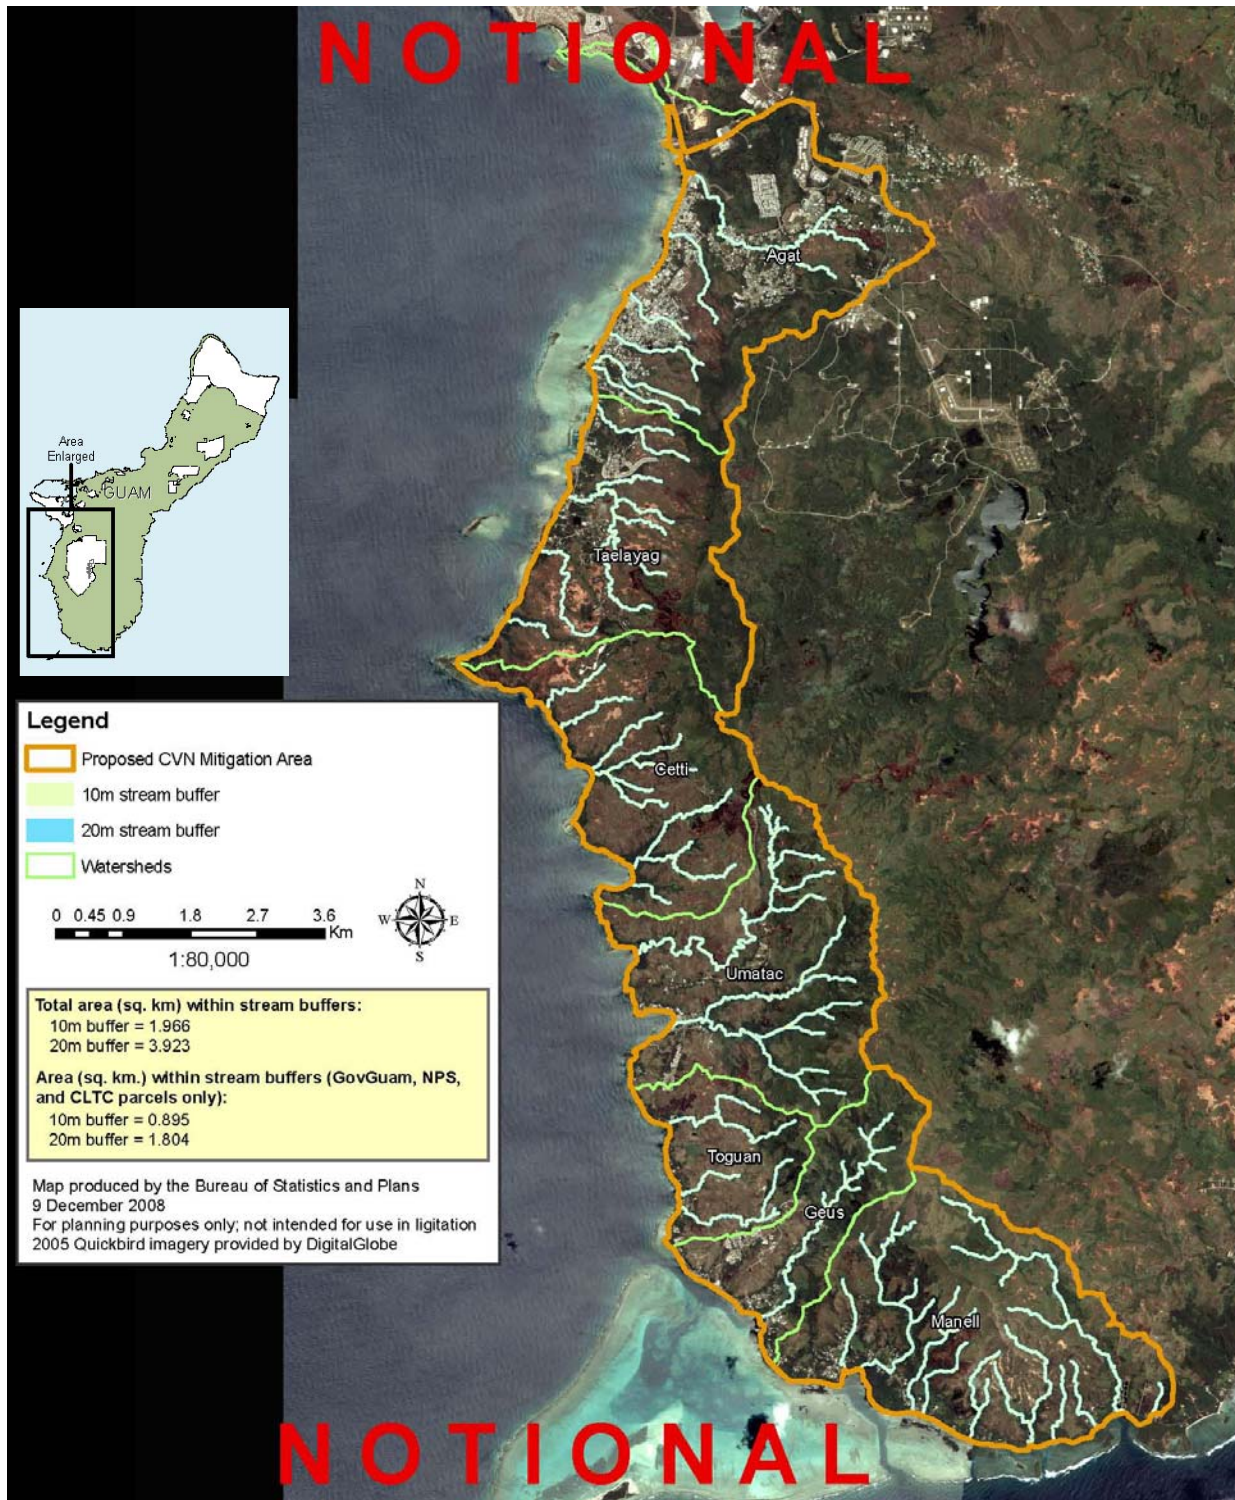 NOTIONAL
Agat
Area
Enlarged
GUAM
Taelayag
Legend
Proposed CVN Mitigation Area
10m stream buffer
20m stream buffer
Watersheds
0 0.45 0.9 1.8 2.7 3.6
Km
1:80,000
N
W E
S
Total area (sq. km) within stream buffers:
10m buffer = 1.966
20m buffer = 3.923
Area (sq. km.) within stream buffers (GovGuam, NPS,
and CLTC parcels only):
10m buffer = 0.895
20m buffer = 1.804
Map produced by the Bureau of Statistics and Plans
9 December 2008
For planning purposes only; not intended for use in ligitation
2005 Quickbird imagery provided by DigitalGlobe
Cetti
Umatac
Toguan
Geus
Manell
NOTIONAL